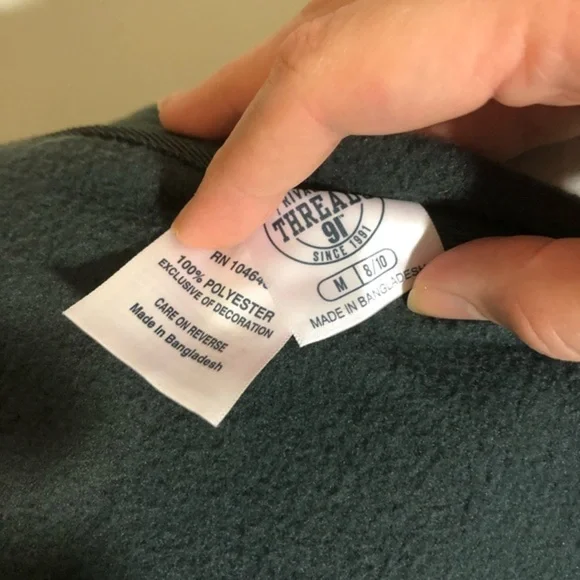 THREAD
91
SINCE 1991
M 8/10
MADE IN BANGLADESH
RN
100% POLYESTER
EXCLUSIVE OF DECORATION
CARE ON REVERSE
Made in Bangladesh